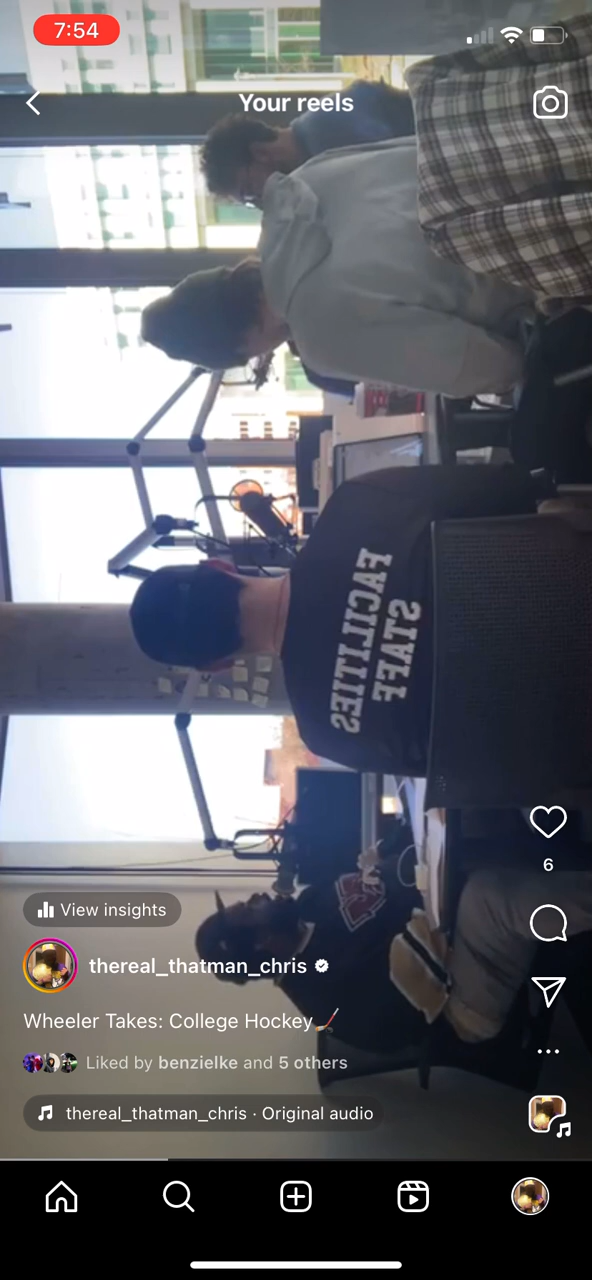 7:54
Your reels
FACILITIES
STAFF
6
View insights
thereal_thatman_chris
Wheeler Takes: College Hockey🏒
Liked by benzielke and 5 others
thereal_thatman_chris · Original audio